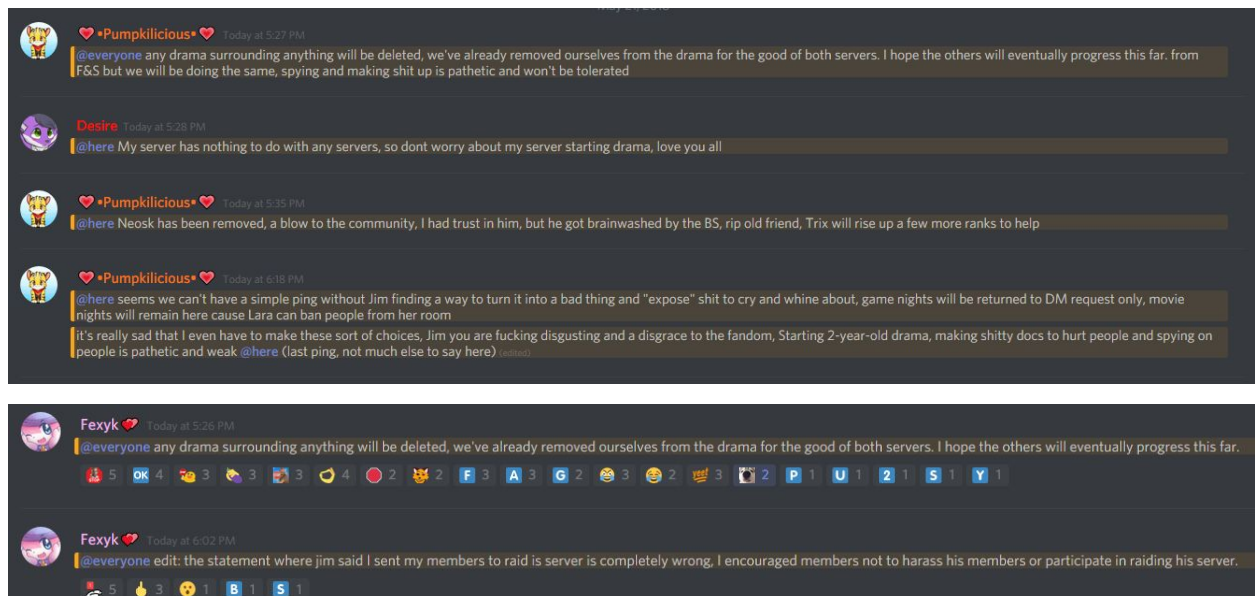 •Pumpkilicious• Today at 5:27 PM
@everyone any drama surrounding anything will be deleted, we've already removed ourselves from the drama for the good of both servers. I hope the others will eventually progress this far. from
F&S but we will be doing the same, spying and making shit up is pathetic and won't be tolerated
Desire Today at 5:28 PM
@here My server has nothing to do with any servers, so dont worry about my server starting drama, love you all
•Pumpkilicious• Today at 5:35 PM
@here Neosk has been removed, a blow to the community, I had trust in him, but he got brainwashed by the BS, rip old friend, Trix will rise up a few more ranks to help
•Pumpkilicious• Today at 6:18 PM
@here seems we can't have a simple ping without Jim finding a way to turn it into a bad thing and "expose" shit to cry and whine about, game nights will be returned to DM request only, movie
nights will remain here cause Lara can ban people from her room
it's really sad that I even have to make these sort of choices, Jim you are fucking disgusting and a disgrace to the fandom, Starting 2-year-old drama, making shitty docs to hurt people and spying on
people is pathetic and weak @here (last ping, not much else to say here) (edited)
Fexyk Today at 5:26 PM
@everyone any drama surrounding anything will be deleted, we've already removed ourselves from the drama for the good of both servers. I hope the others will eventually progress this far.
5 OK 4 3 3 3 4 2 2 F 3 A 3 G 2 3 2 3 2 P 1 U 1 2 1 S 1 Y 1
Fexyk Today at 6:02 PM
@everyone edit: the statement where jim said I sent my members to raid is server is completely wrong, I encouraged members not to harass his members or participate in raiding his server.
5 3 1 B 1 S 1